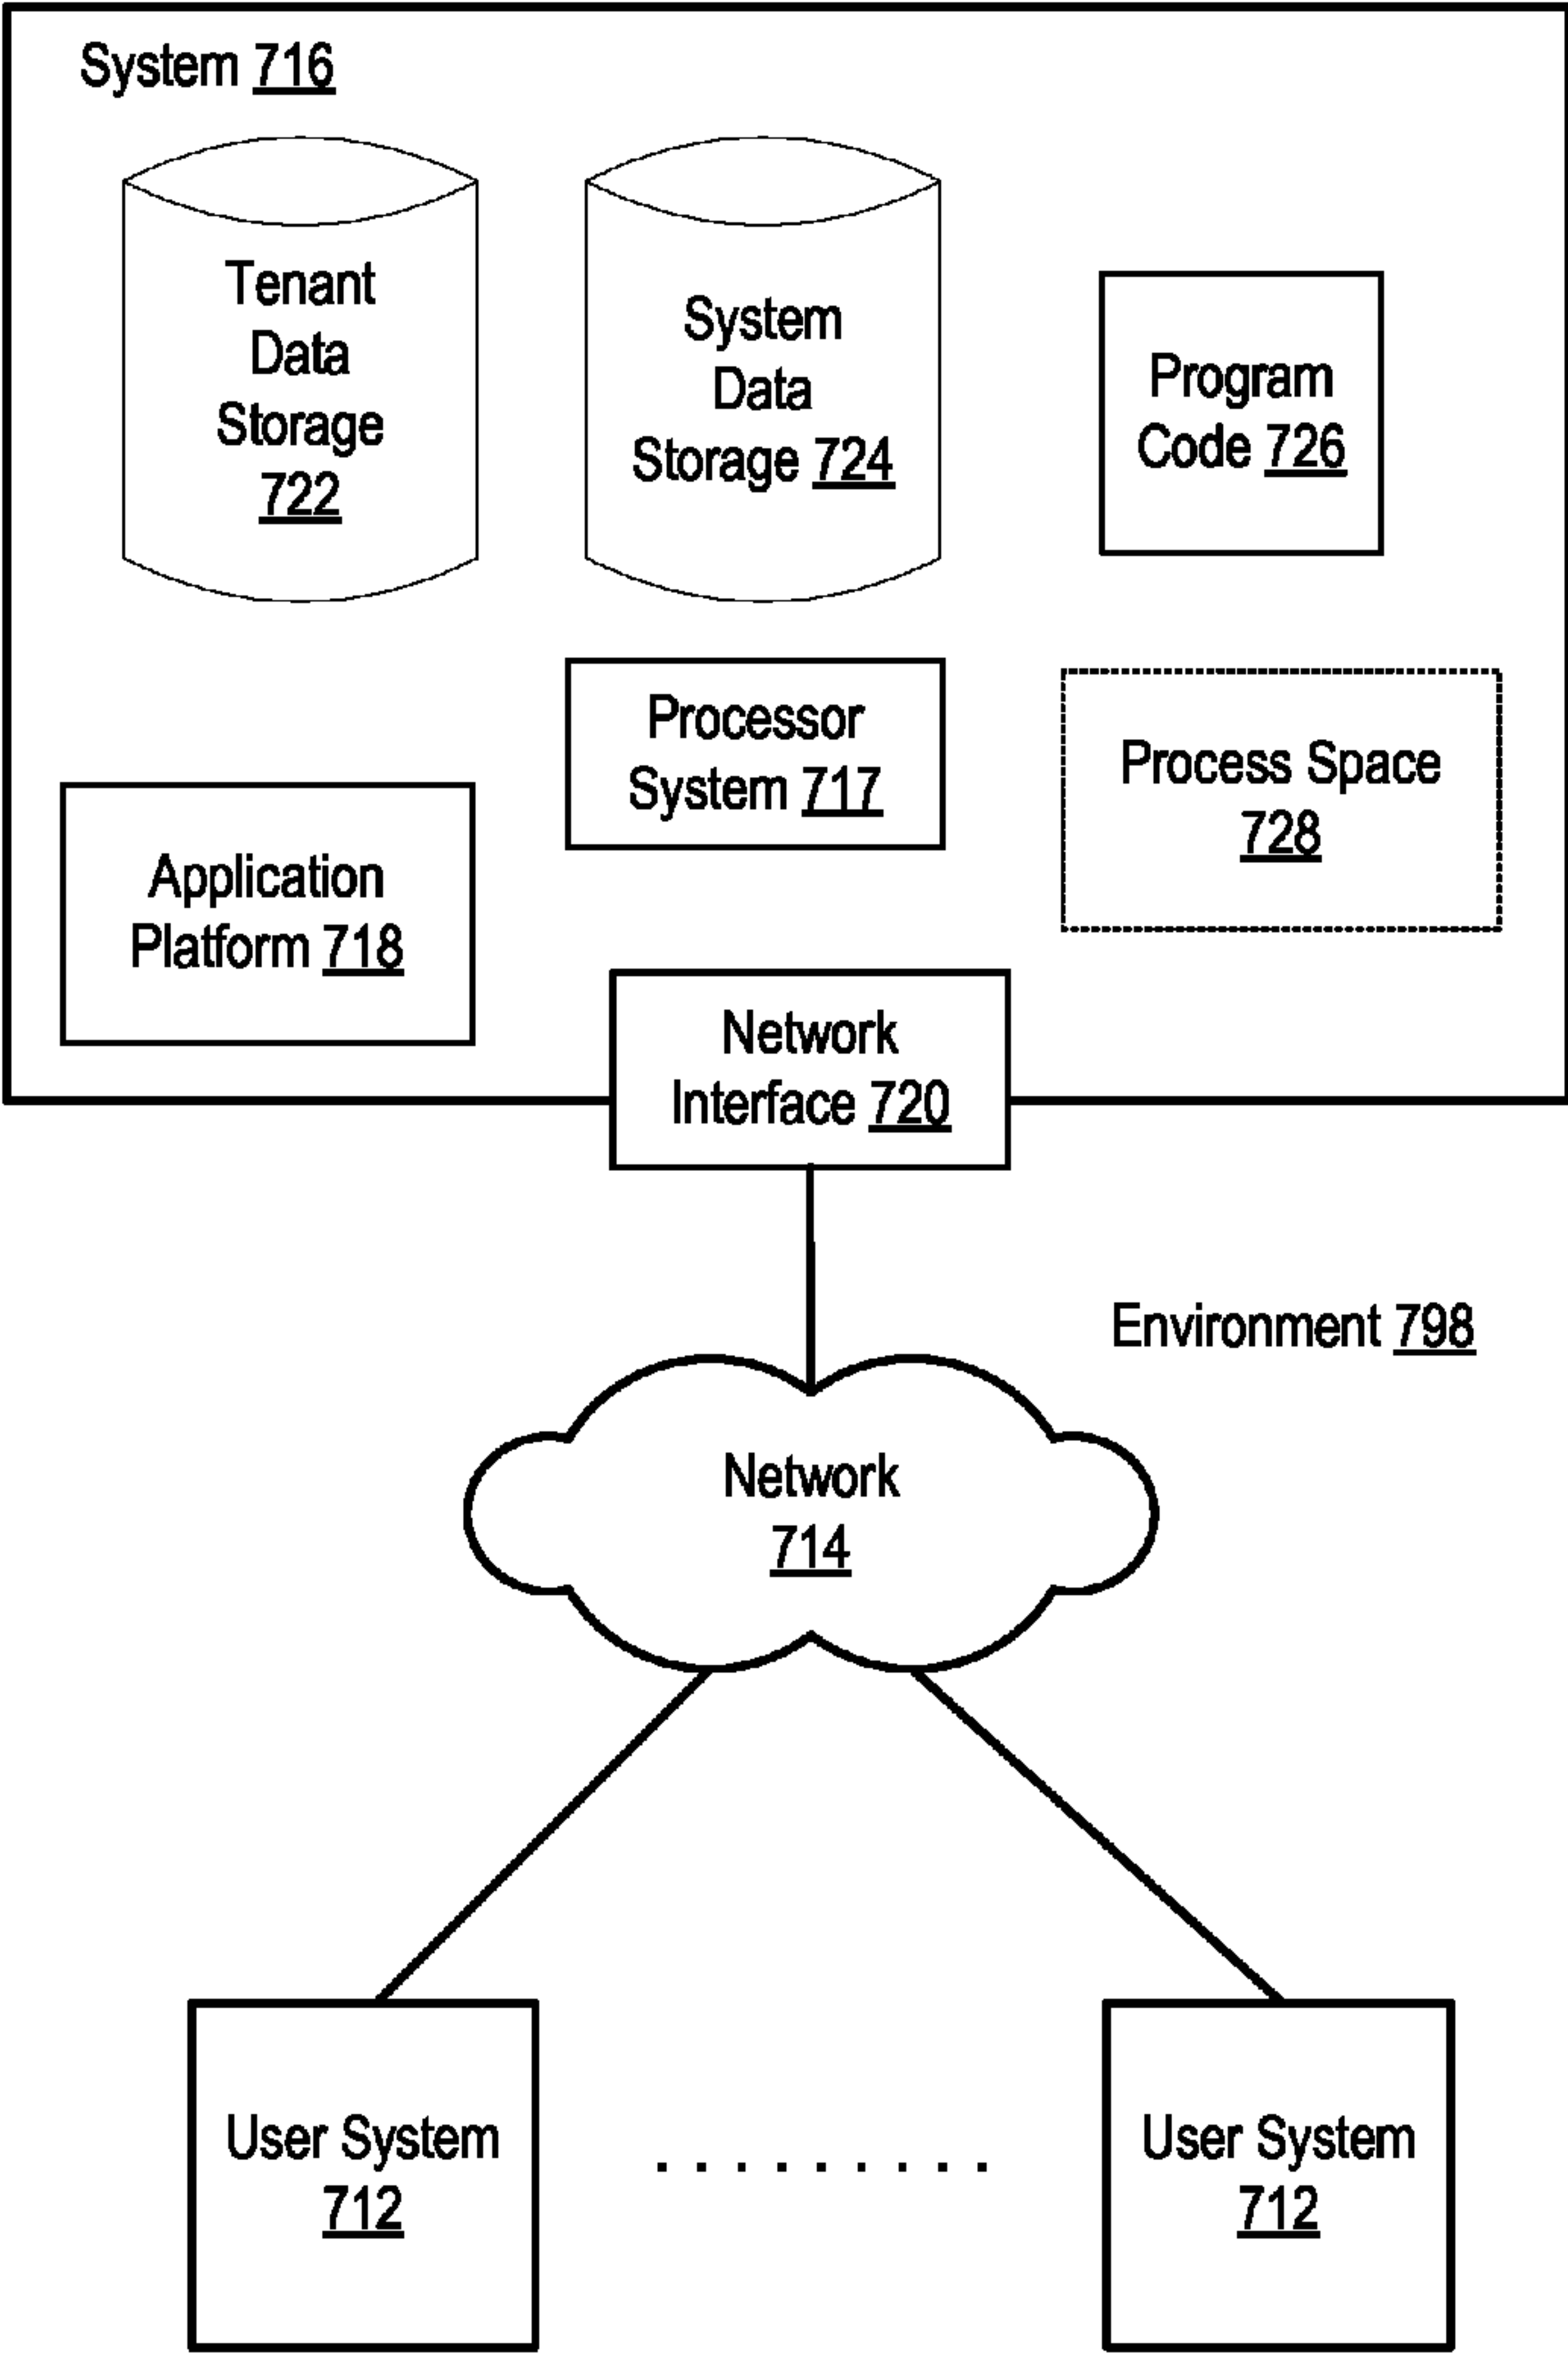 System 716
Tenant
Data
Storage
722
System
Data
Storage 724
Program
Code 726
Processor
System 717
Process Space
728
Application
Platform 718
Network
Interface 720
Environment 798
Network
714
User System
712
User System
712